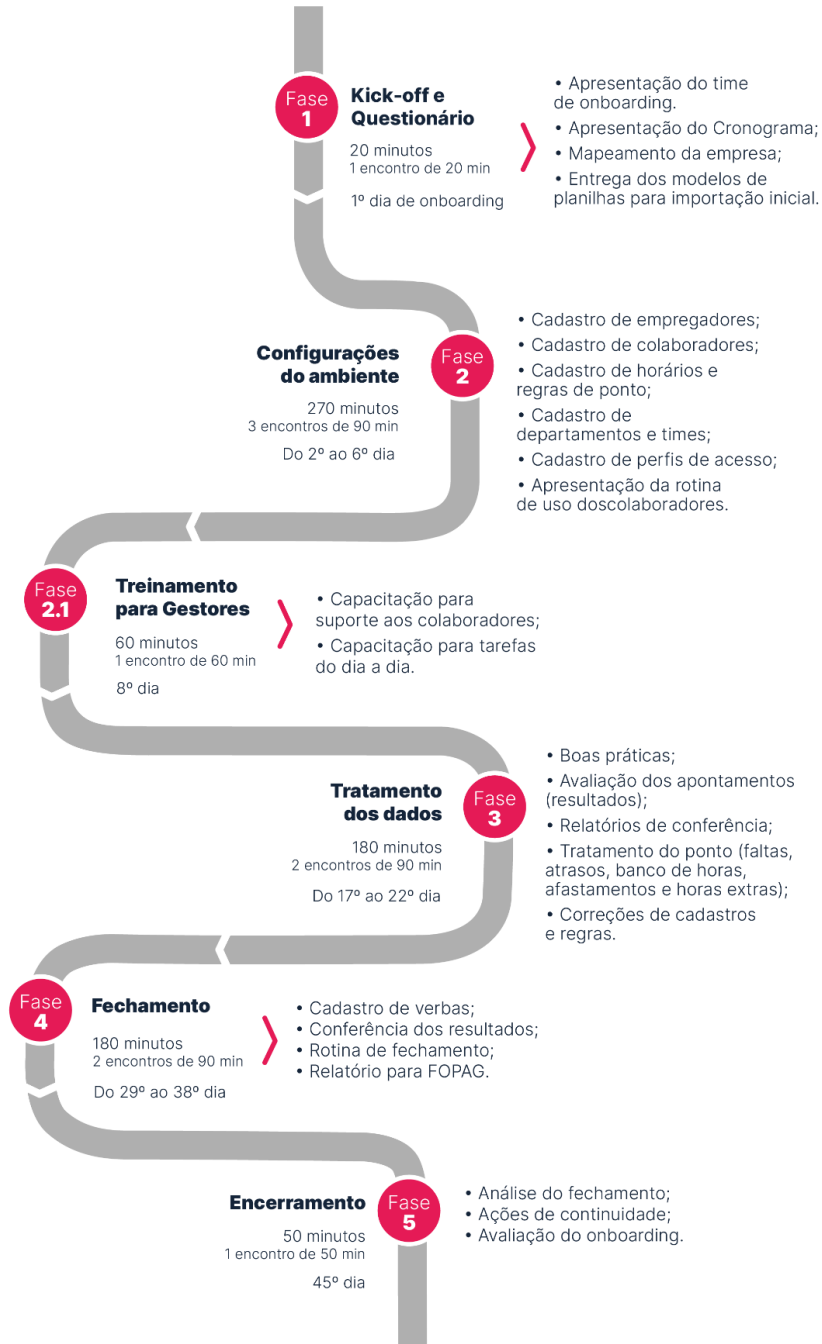 Fase
1
Kick-off e
Questionário
20 minutos
1 encontro de 20 min
1º dia de onboarding
• Apresentação do time
de onboarding.
• Apresentação do Cronograma;
• Mapeamento da empresa;
• Entrega dos modelos de
planilhas para importação inicial.
Configurações
do ambiente
270 minutos
3 encontros de 90 min
Do 2º ao 6º dia
Fase
2
• Cadastro de empregadores;
• Cadastro de colaboradores;
• Cadastro de horários e
regras de ponto;
• Cadastro de
departamentos e times;
• Cadastro de perfis de acesso;
• Apresentação da rotina
de uso doscolaboradores.
Fase
2.1
Treinamento
para Gestores
60 minutos
1 encontro de 60 min
8º dia
• Capacitação para
suporte aos colaboradores;
• Capacitação para tarefas
do dia a dia.
Tratamento
dos dados
180 minutos
2 encontros de 90 min
Do 17º ao 22º dia
Fase
3
• Boas práticas;
• Avaliação dos apontamentos
(resultados);
• Relatórios de conferência;
• Tratamento do ponto (faltas,
atrasos, banco de horas,
afastamentos e horas extras);
• Correções de cadastros
e regras.
Fase
4
Fechamento
180 minutos
2 encontros de 90 min
Do 29º ao 38º dia
• Cadastro de verbas;
• Conferência dos resultados;
• Rotina de fechamento;
• Relatório para FOPAG.
Encerramento
50 minutos
1 encontro de 50 min
45º dia
Fase
5
• Análise do fechamento;
• Ações de continuidade;
• Avaliação do onboarding.